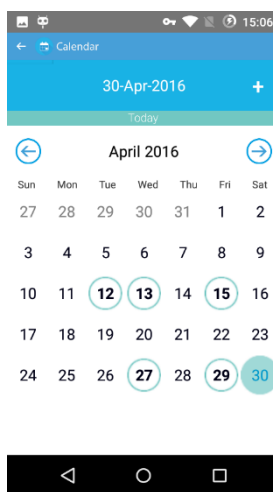 15:06
Calendar
30-Apr-2016 +
Today
April 2016
Sun Mon Tue Wed Thu Fri Sat
27 28 29 30 31 1 2
3 4 5 6 7 8 9
10 11 12 13 14 15 16
17 18 19 20 21 22 23
24 25 26 27 28 29 30